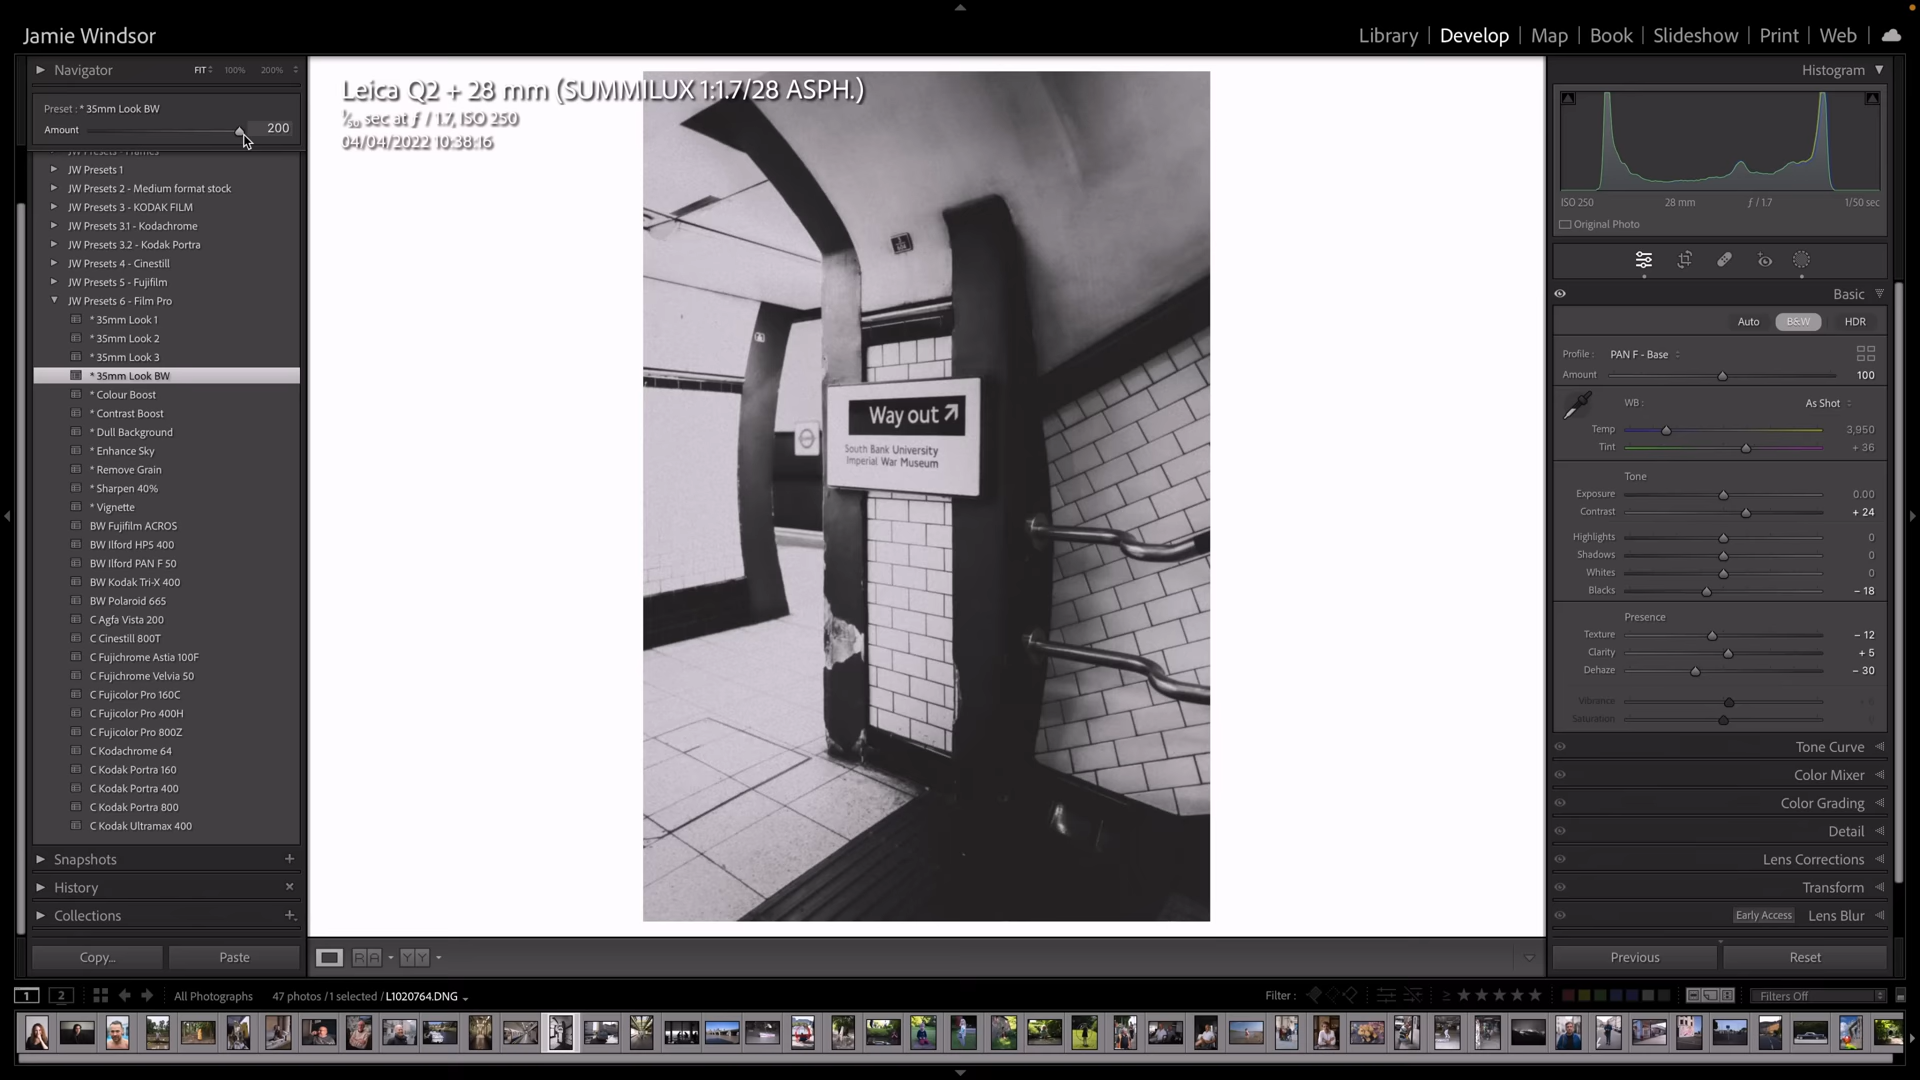 Jamie Windsor
Library | Develop | Map | Book | Slideshow | Print | Web
Navigator
FIT
100%
200%
Preset : * 35mm Look BW
Amount 200
JW Presets 1
JW Presets 2 - Medium format stock
JW Presets 3 - KODAK FILM
JW Presets 3.1 - Kodachrome
JW Presets 3.2 - Kodak Portra
JW Presets 4 - Cinestill
JW Presets 5 - Fujifilm
JW Presets 6 - Film Pro
* 35mm Look 1
* 35mm Look 2
* 35mm Look 3
* 35mm Look BW
* Colour Boost
* Contrast Boost
* Dull Background
* Enhance Sky
* Remove Grain
* Sharpen 40%
* Vignette
BW Fujifilm ACROS
BW Ilford HP5 400
BW Ilford PAN F 50
BW Kodak Tri-X 400
BW Polaroid 665
C Agfa Vista 200
C Cinestill 800T
C Fujichrome Astia 100F
C Fujichrome Velvia 50
C Fujicolor Pro 160C
C Fujicolor Pro 400H
C Fujicolor Pro 800Z
C Kodachrome 64
C Kodak Portra 160
C Kodak Portra 400
C Kodak Portra 800
C Kodak Ultramax 400
Snapshots
History
Collections
Copy...
Paste
Leica Q2 + 28 mm (SUMMILUX 1:1.7/28 ASPH.)
1/50 sec at ƒ / 1.7, ISO 250
04/04/2022 10:38:16
Way out
South Bank University
Imperial War Museum
Histogram
ISO 250
28 mm
ƒ / 1.7
1/50 sec
Original Photo
Basic
Auto
B&W
HDR
Profile : PAN F - Base
Amount 100
WB : As Shot
Temp 3,950
Tint + 36
Tone
Exposure 0.00
Contrast + 24
Highlights 0
Shadows 0
Whites 0
Blacks - 18
Presence
Texture - 12
Clarity + 5
Dehaze - 30
Vibrance
Saturation
Tone Curve
Color Mixer
Color Grading
Detail
Lens Corrections
Transform
Early Access
Lens Blur
Previous
Reset
1
2
All Photographs
47 photos / 1 selected / L1020764.DNG
Filter :
Filters Off